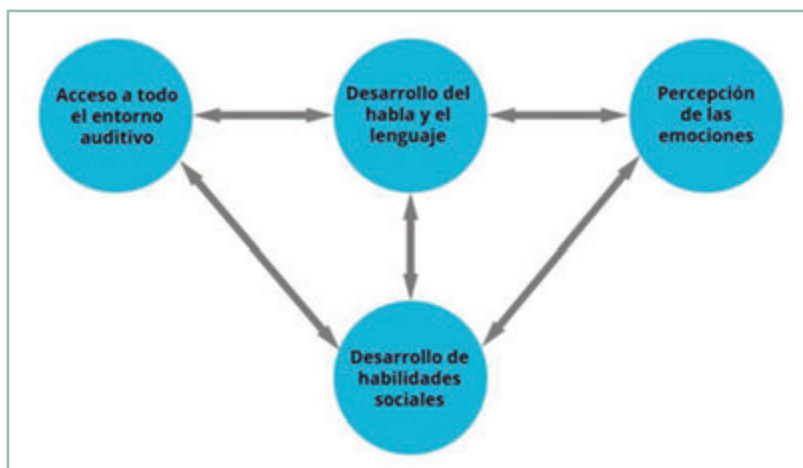 Acceso a todo
el entorno
auditivo
Desarrollo del
habla y el
lenguaje
Percepción
de las
emociones
Desarrollo de
habilidades
sociales